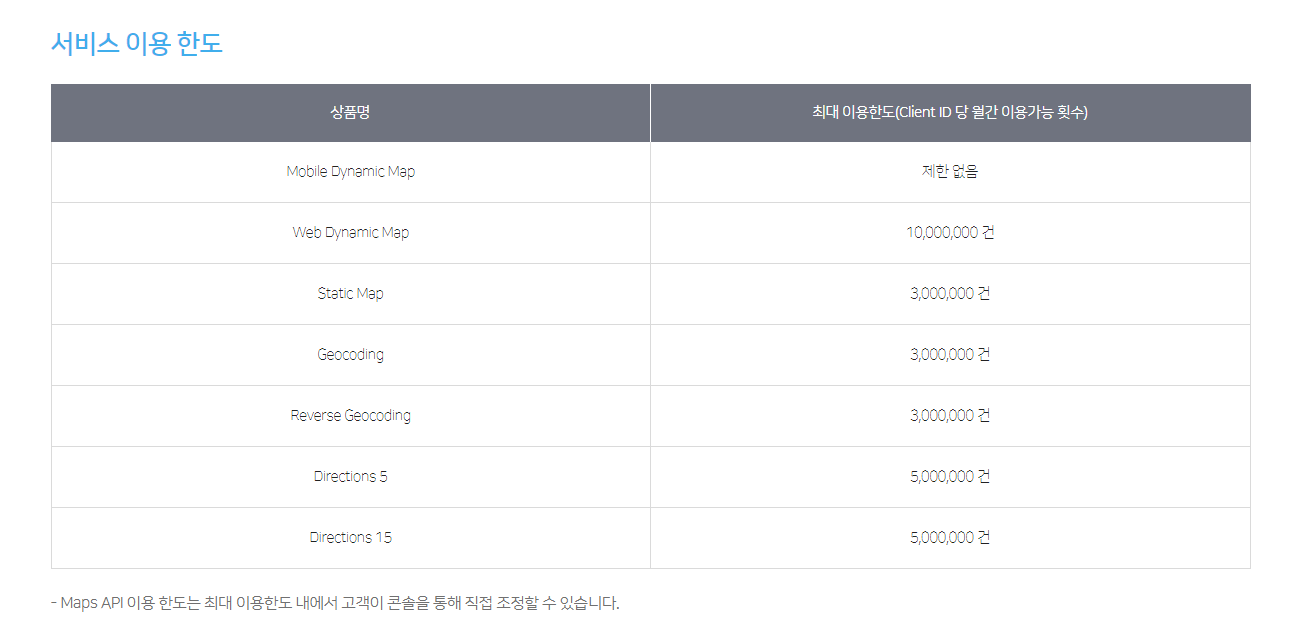 서비스 이용 한도
상품명 최대 이용한도(Client ID 당 월간 이용가능 횟수)
Mobile Dynamic Map 제한 없음
Web Dynamic Map 10,000,000 건
Static Map 3,000,000 건
Geocoding 3,000,000 건
Reverse Geocoding 3,000,000 건
Directions 5 5,000,000 건
Directions 15 5,000,000 건
- Maps API 이용 한도는 최대 이용한도 내에서 고객이 콘솔을 통해 직접 조정할 수 있습니다.